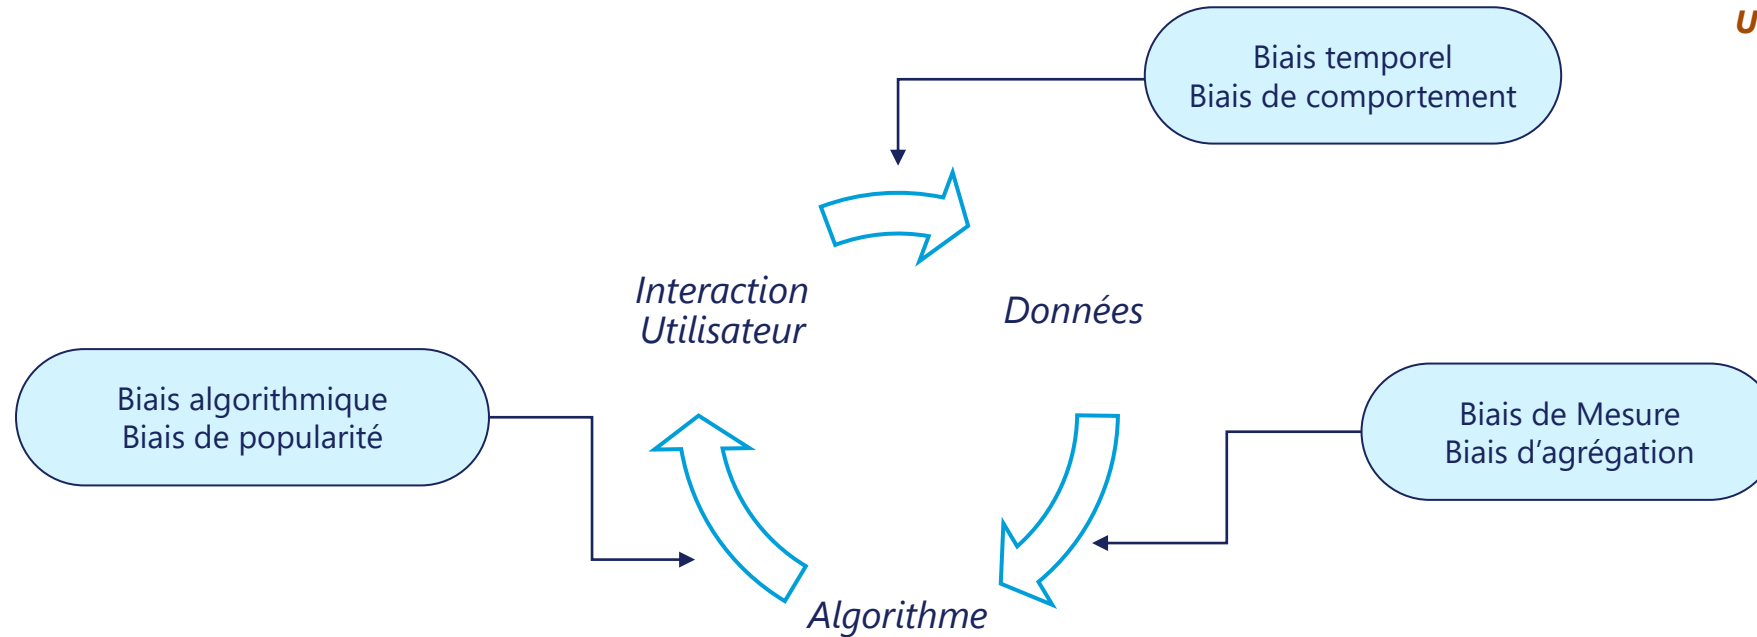 U
Biais temporel
Biais de comportement
Interaction
Utilisateur
Données
Biais algorithmique
Biais de popularité
Biais de Mesure
Biais d’agrégation
Algorithme